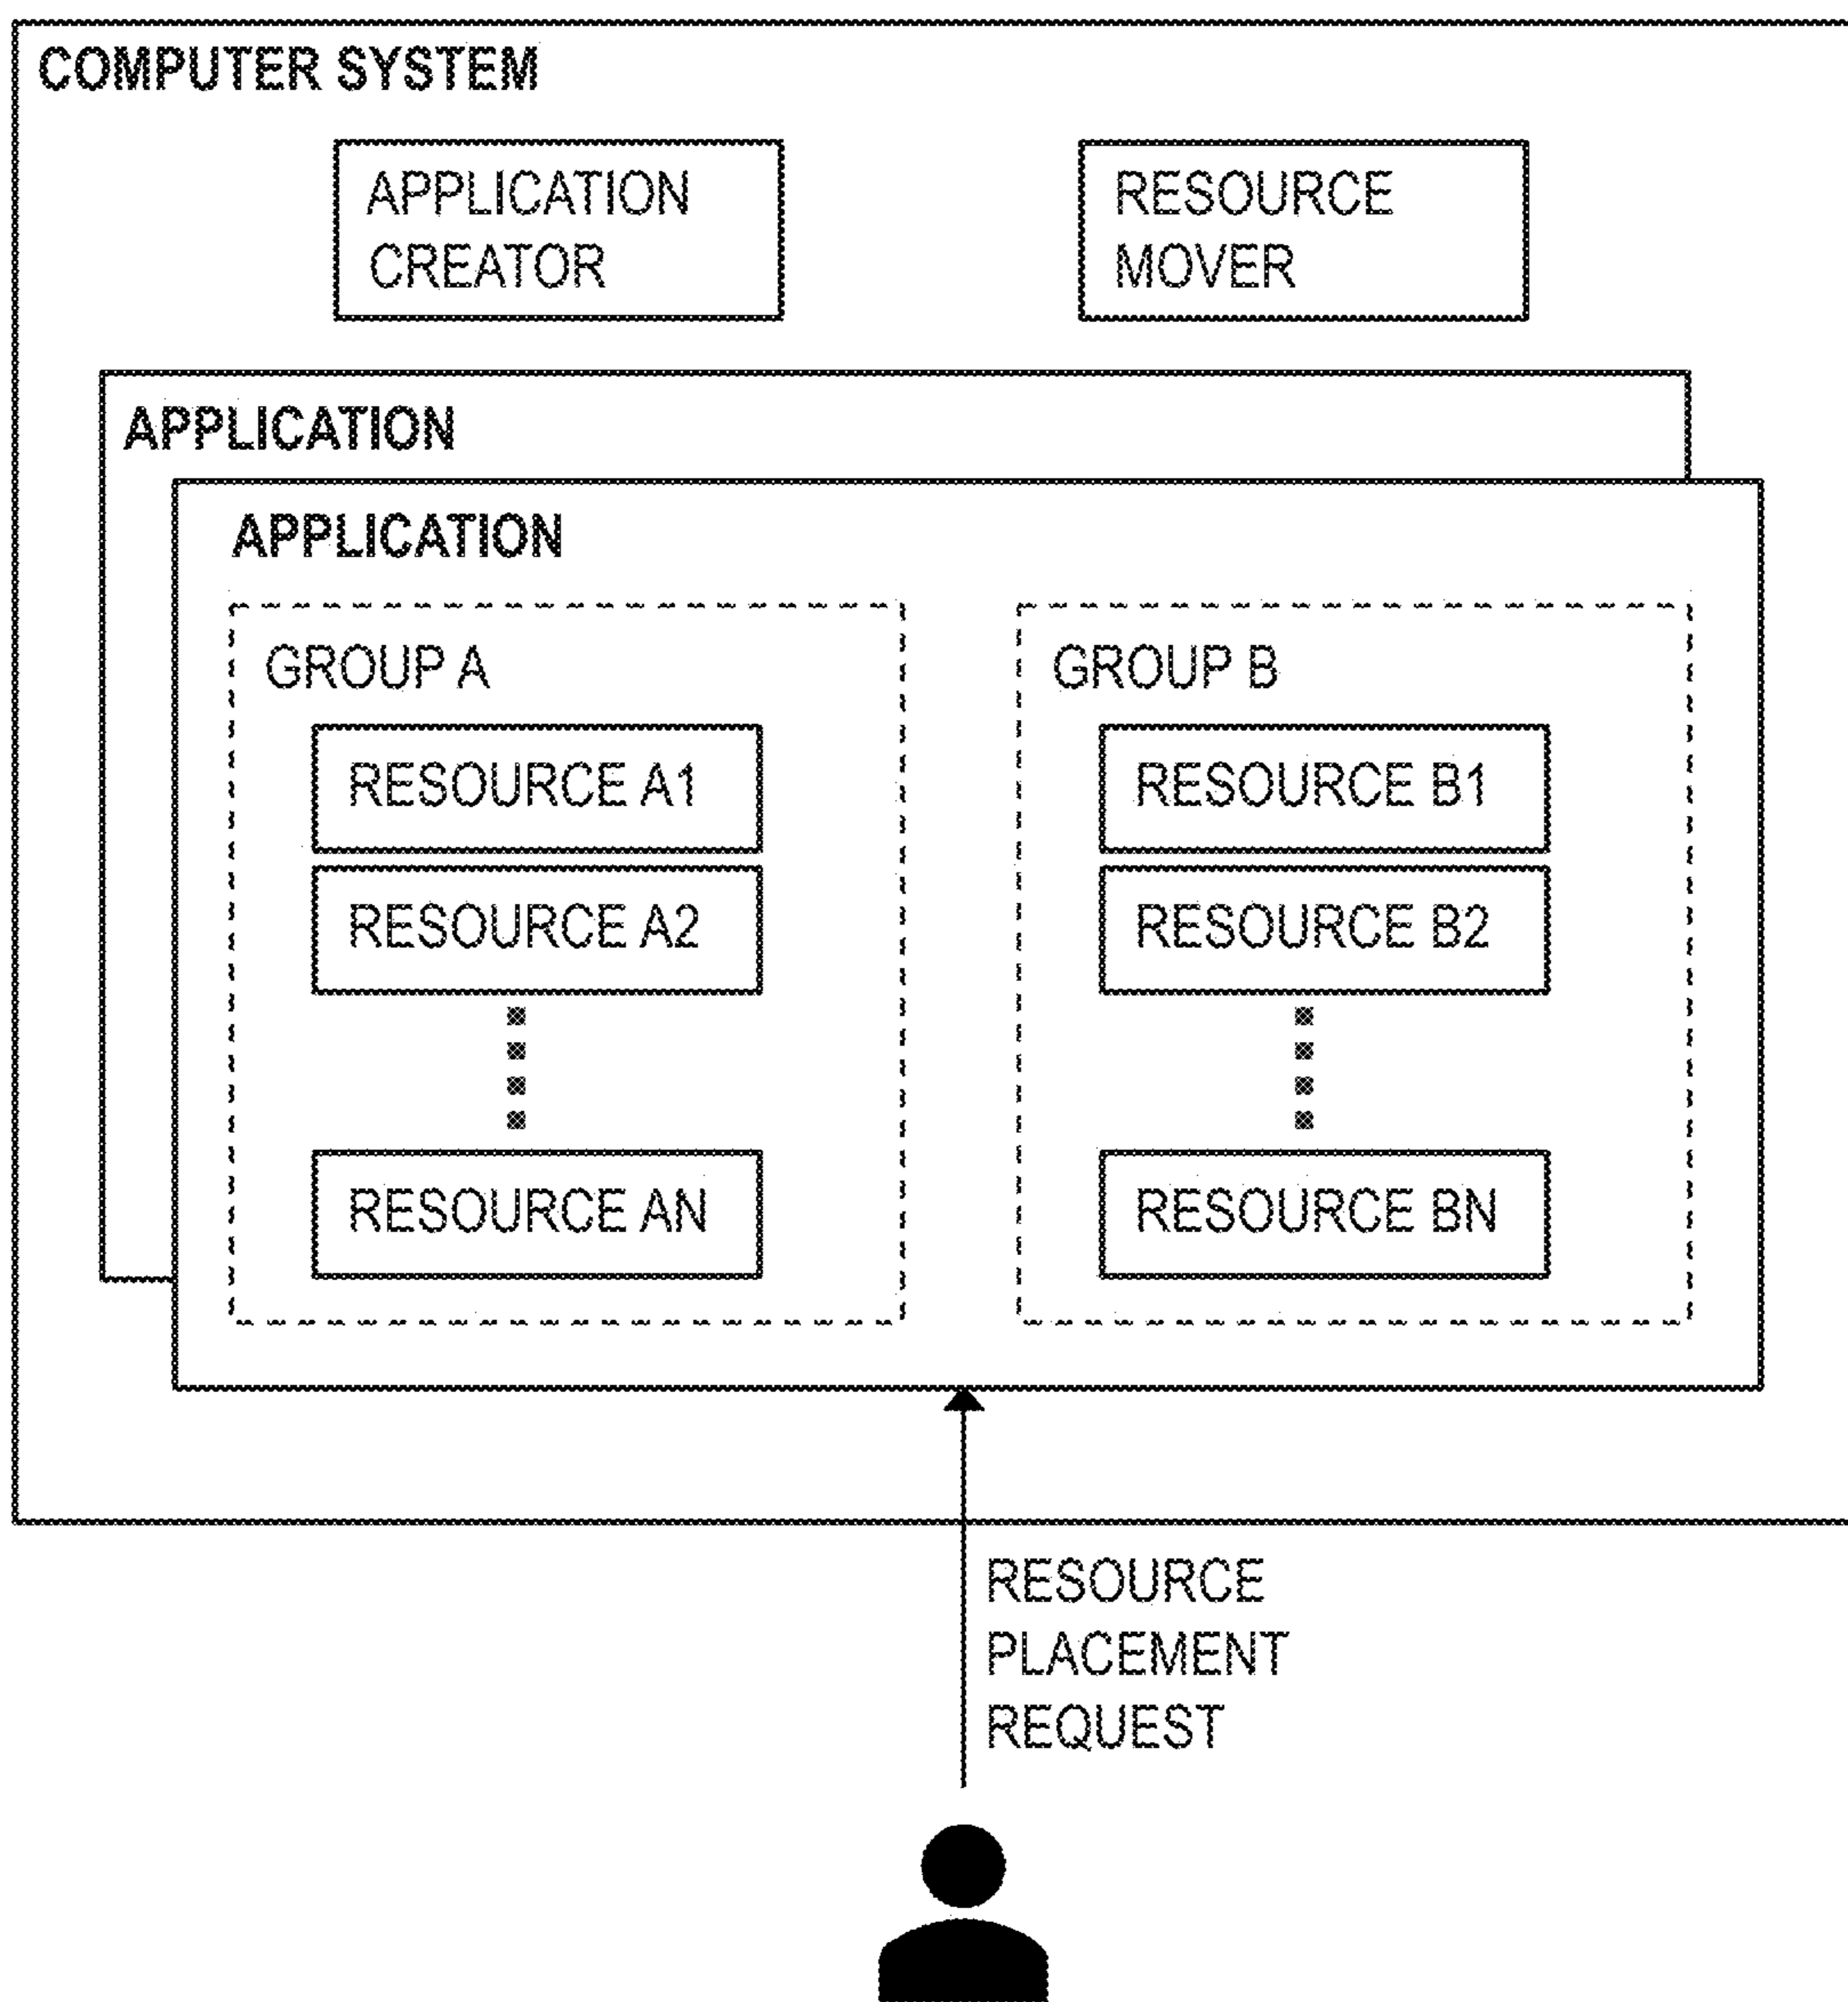 COMPUTER SYSTEM
APPLICATION
CREATOR
RESOURCE
MOVER
APPLICATION
APPLICATION
GROUP A
RESOURCE A1
RESOURCE A2
RESOURCE AN
GROUP B
RESOURCE B1
RESOURCE B2
RESOURCE BN
RESOURCE
PLACEMENT
REQUEST